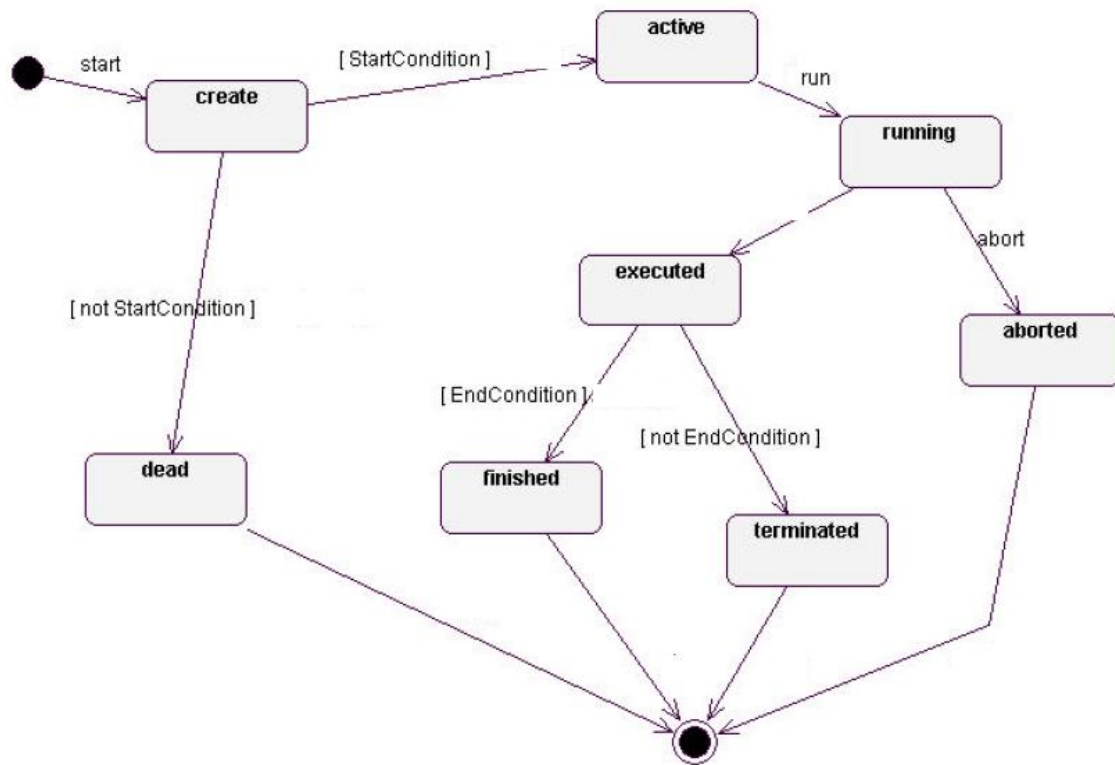 active
start
[ StartCondition ]
create
run
running
executed
abort
[ not StartCondition ]
aborted
[ EndCondition ]
[ not EndCondition ]
dead
finished
terminated